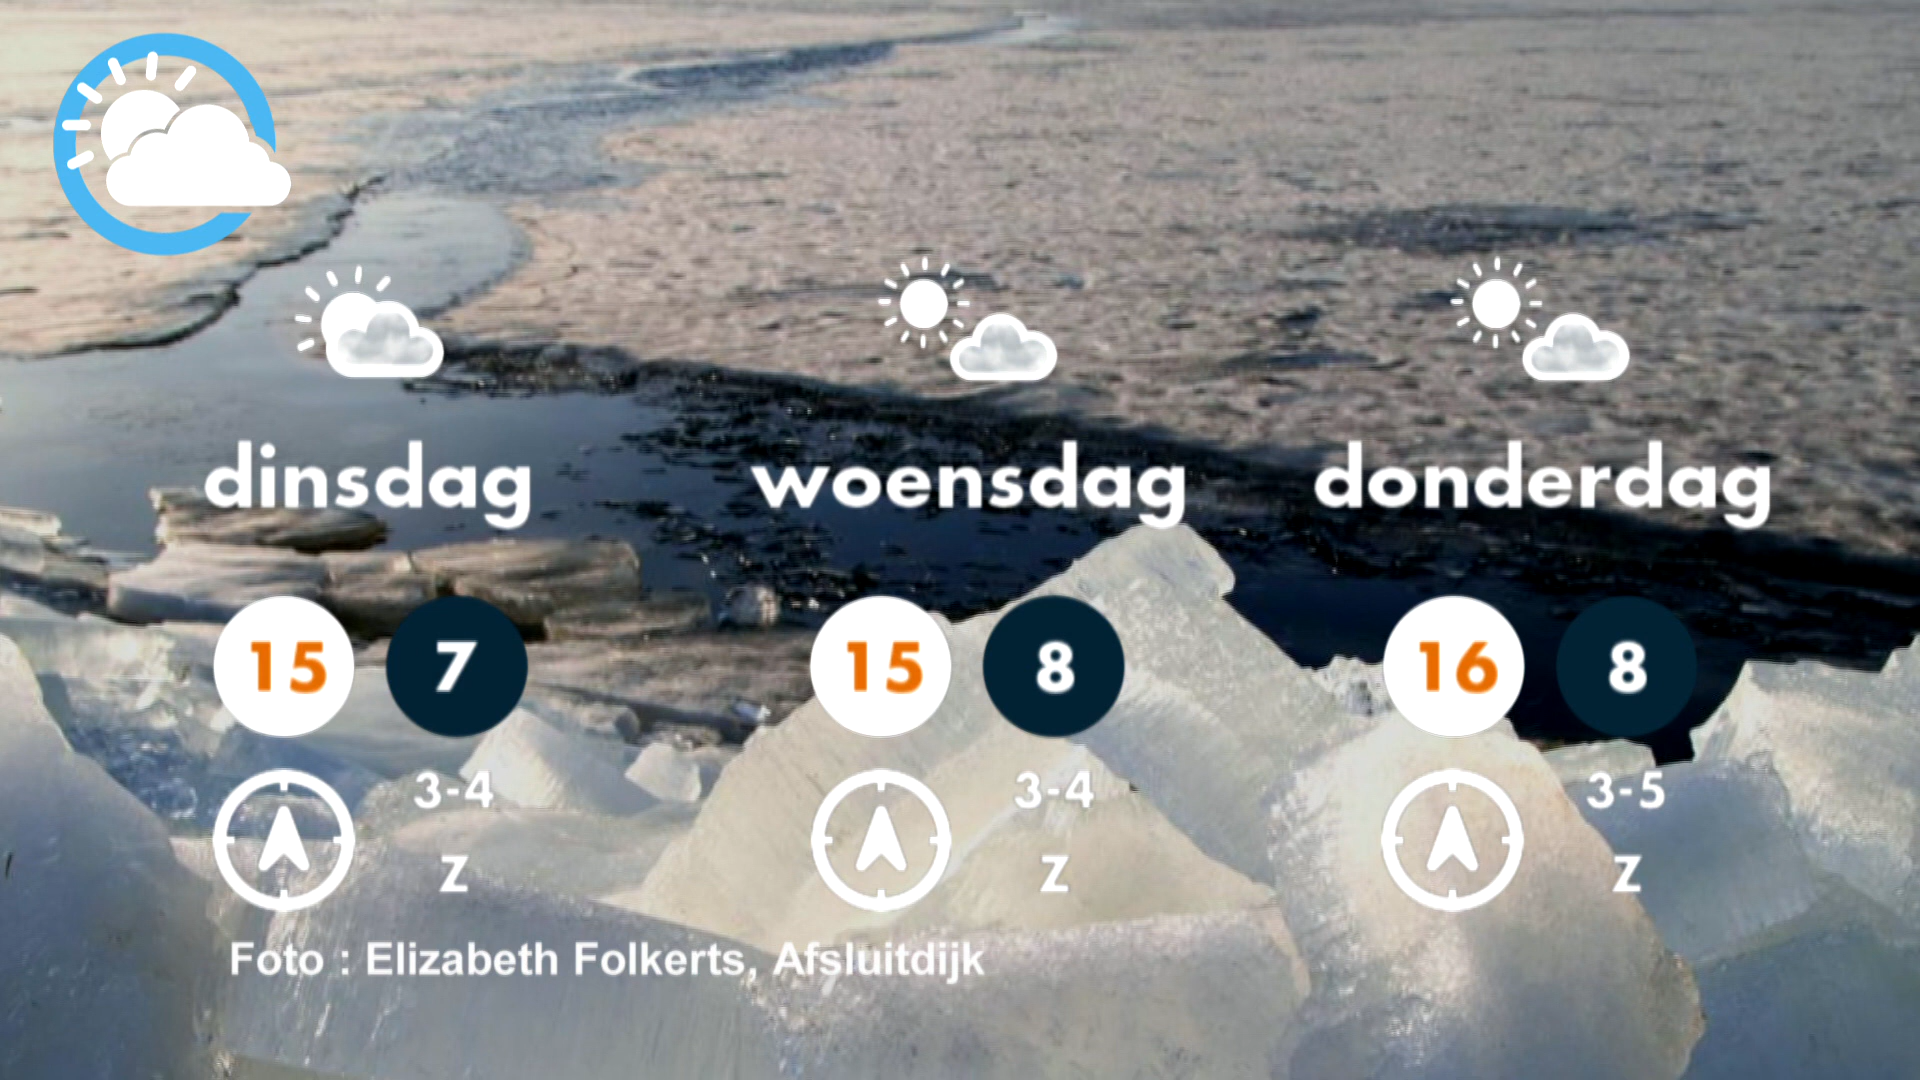 dinsdag woensdag donderdag
15 7 15 8 16 8
3-4 3-4 3-5
Z Z Z
Foto : Elizabeth Folkerts, Afsluitdijk